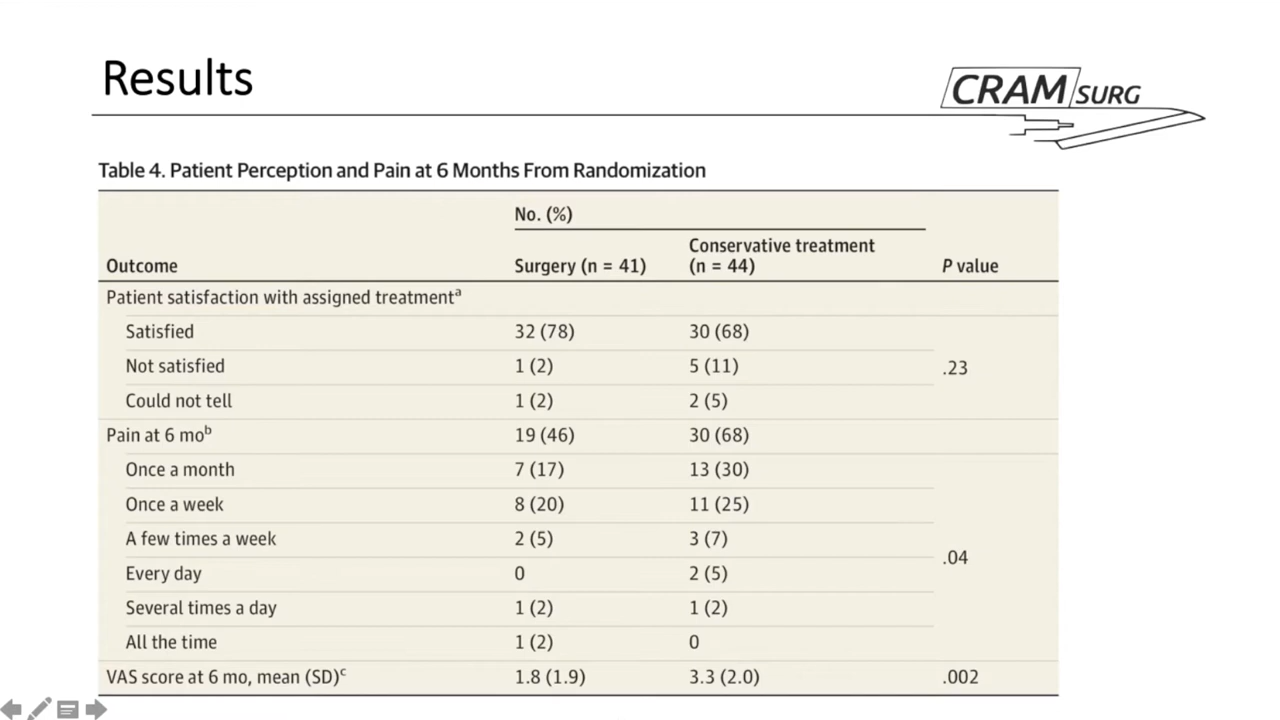 Results
CRAM SURG
Table 4. Patient Perception and Pain at 6 Months From Randomization
No. (%)
Outcome Surgery (n = 41) Conservative treatment (n = 44) P value
Patient satisfaction with assigned treatmentᵃ
Satisfied 32 (78) 30 (68)
Not satisfied 1 (2) 5 (11) .23
Could not tell 1 (2) 2 (5)
Pain at 6 moᵇ 19 (46) 30 (68)
Once a month 7 (17) 13 (30)
Once a week 8 (20) 11 (25)
A few times a week 2 (5) 3 (7)
.04
Every day 0 2 (5)
Several times a day 1 (2) 1 (2)
All the time 1 (2) 0
VAS score at 6 mo, mean (SD)ᶜ 1.8 (1.9) 3.3 (2.0) .002